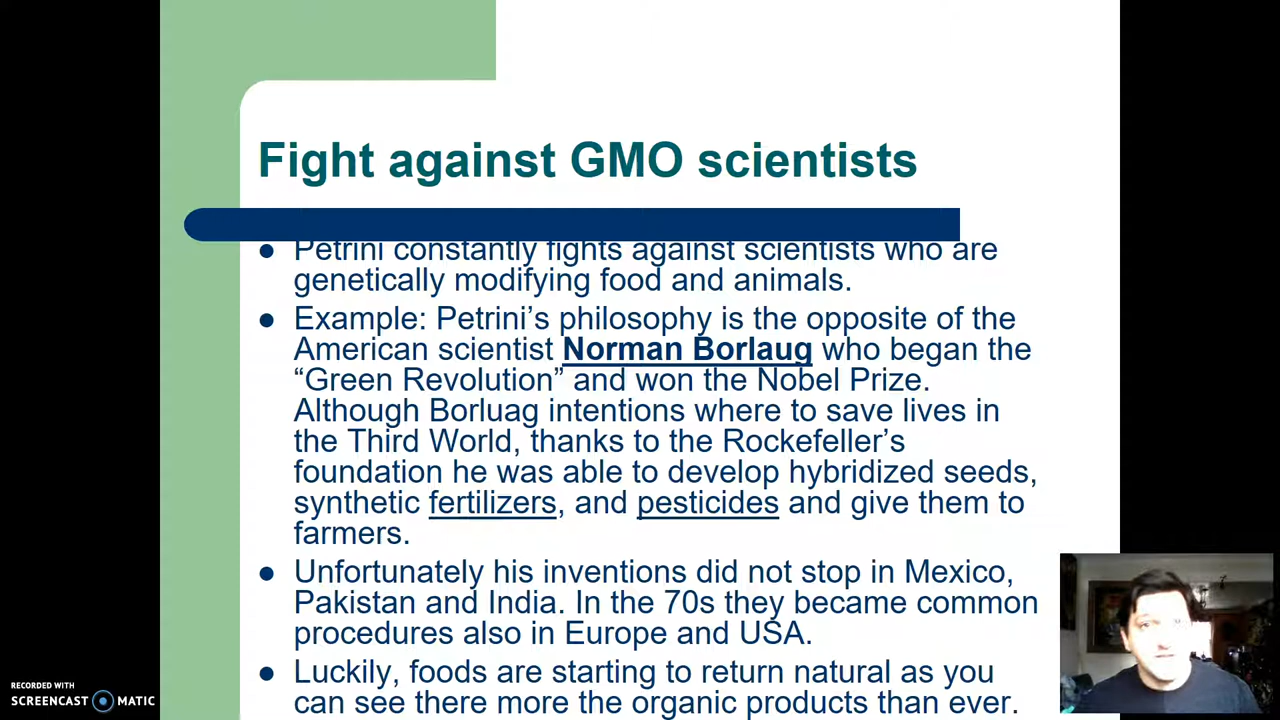 Fight against GMO scientists
Petrini constantly fights against scientists who are
genetically modifying food and animals.
Example: Petrini’s philosophy is the opposite of the
American scientist Norman Borlaug who began the
“Green Revolution” and won the Nobel Prize.
Although Borluag intentions where to save lives in
the Third World, thanks to the Rockefeller’s
foundation he was able to develop hybridized seeds,
synthetic fertilizers, and pesticides and give them to
farmers.
Unfortunately his inventions did not stop in Mexico,
Pakistan and India. In the 70s they became common
procedures also in Europe and USA.
Luckily, foods are starting to return natural as you
can see there more the organic products than ever.
RECORDED WITH
SCREENCAST MATIC